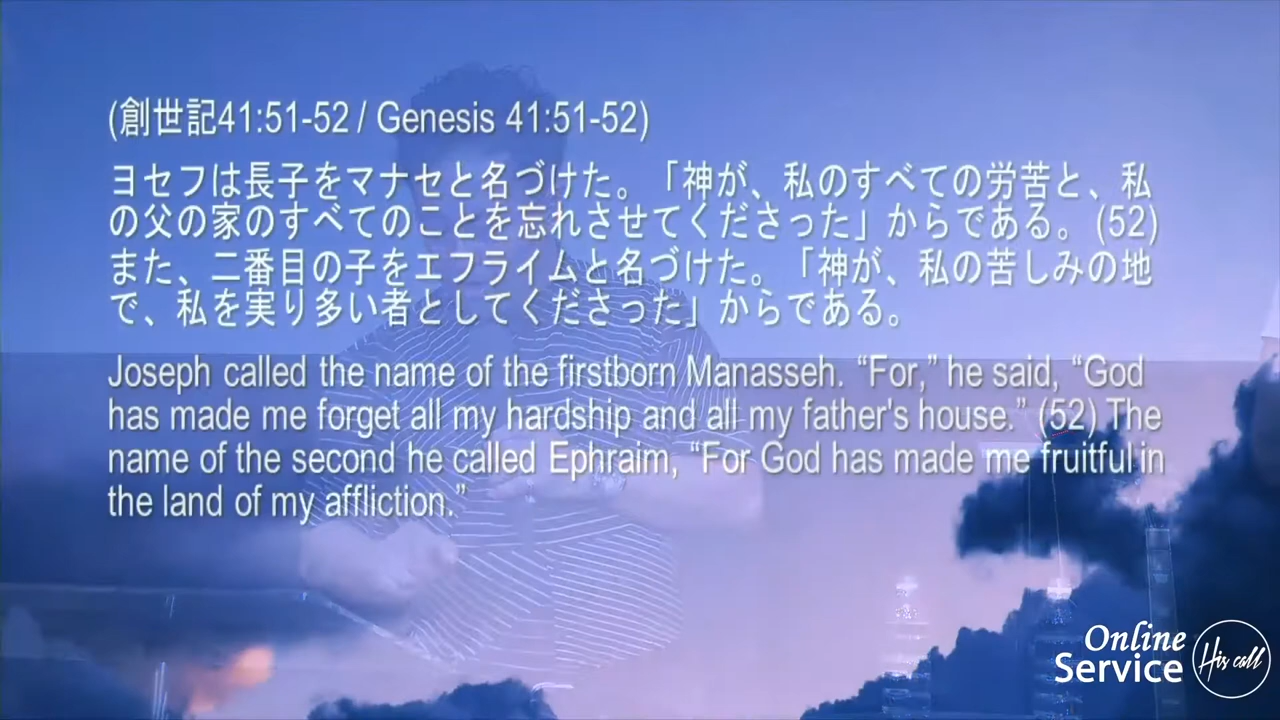 (創世記41:51-52 / Genesis 41:51-52)
ヨセフは長子をマナセと名づけた。「神が、私のすべての労苦と、私
の父の家のすべてのことを忘れさせてくださった」からである。(52)
また、二番目の子をエフライムと名づけた。「神が、私の苦しみの地
で、私を実り多い者としてくださった」からである。
Joseph called the name of the firstborn Manasseh. “For,” he said, “God
has made me forget all my hardship and all my father's house.” (52) The
name of the second he called Ephraim, “For God has made me fruitful in
the land of my affliction.”
Online
Service
His call